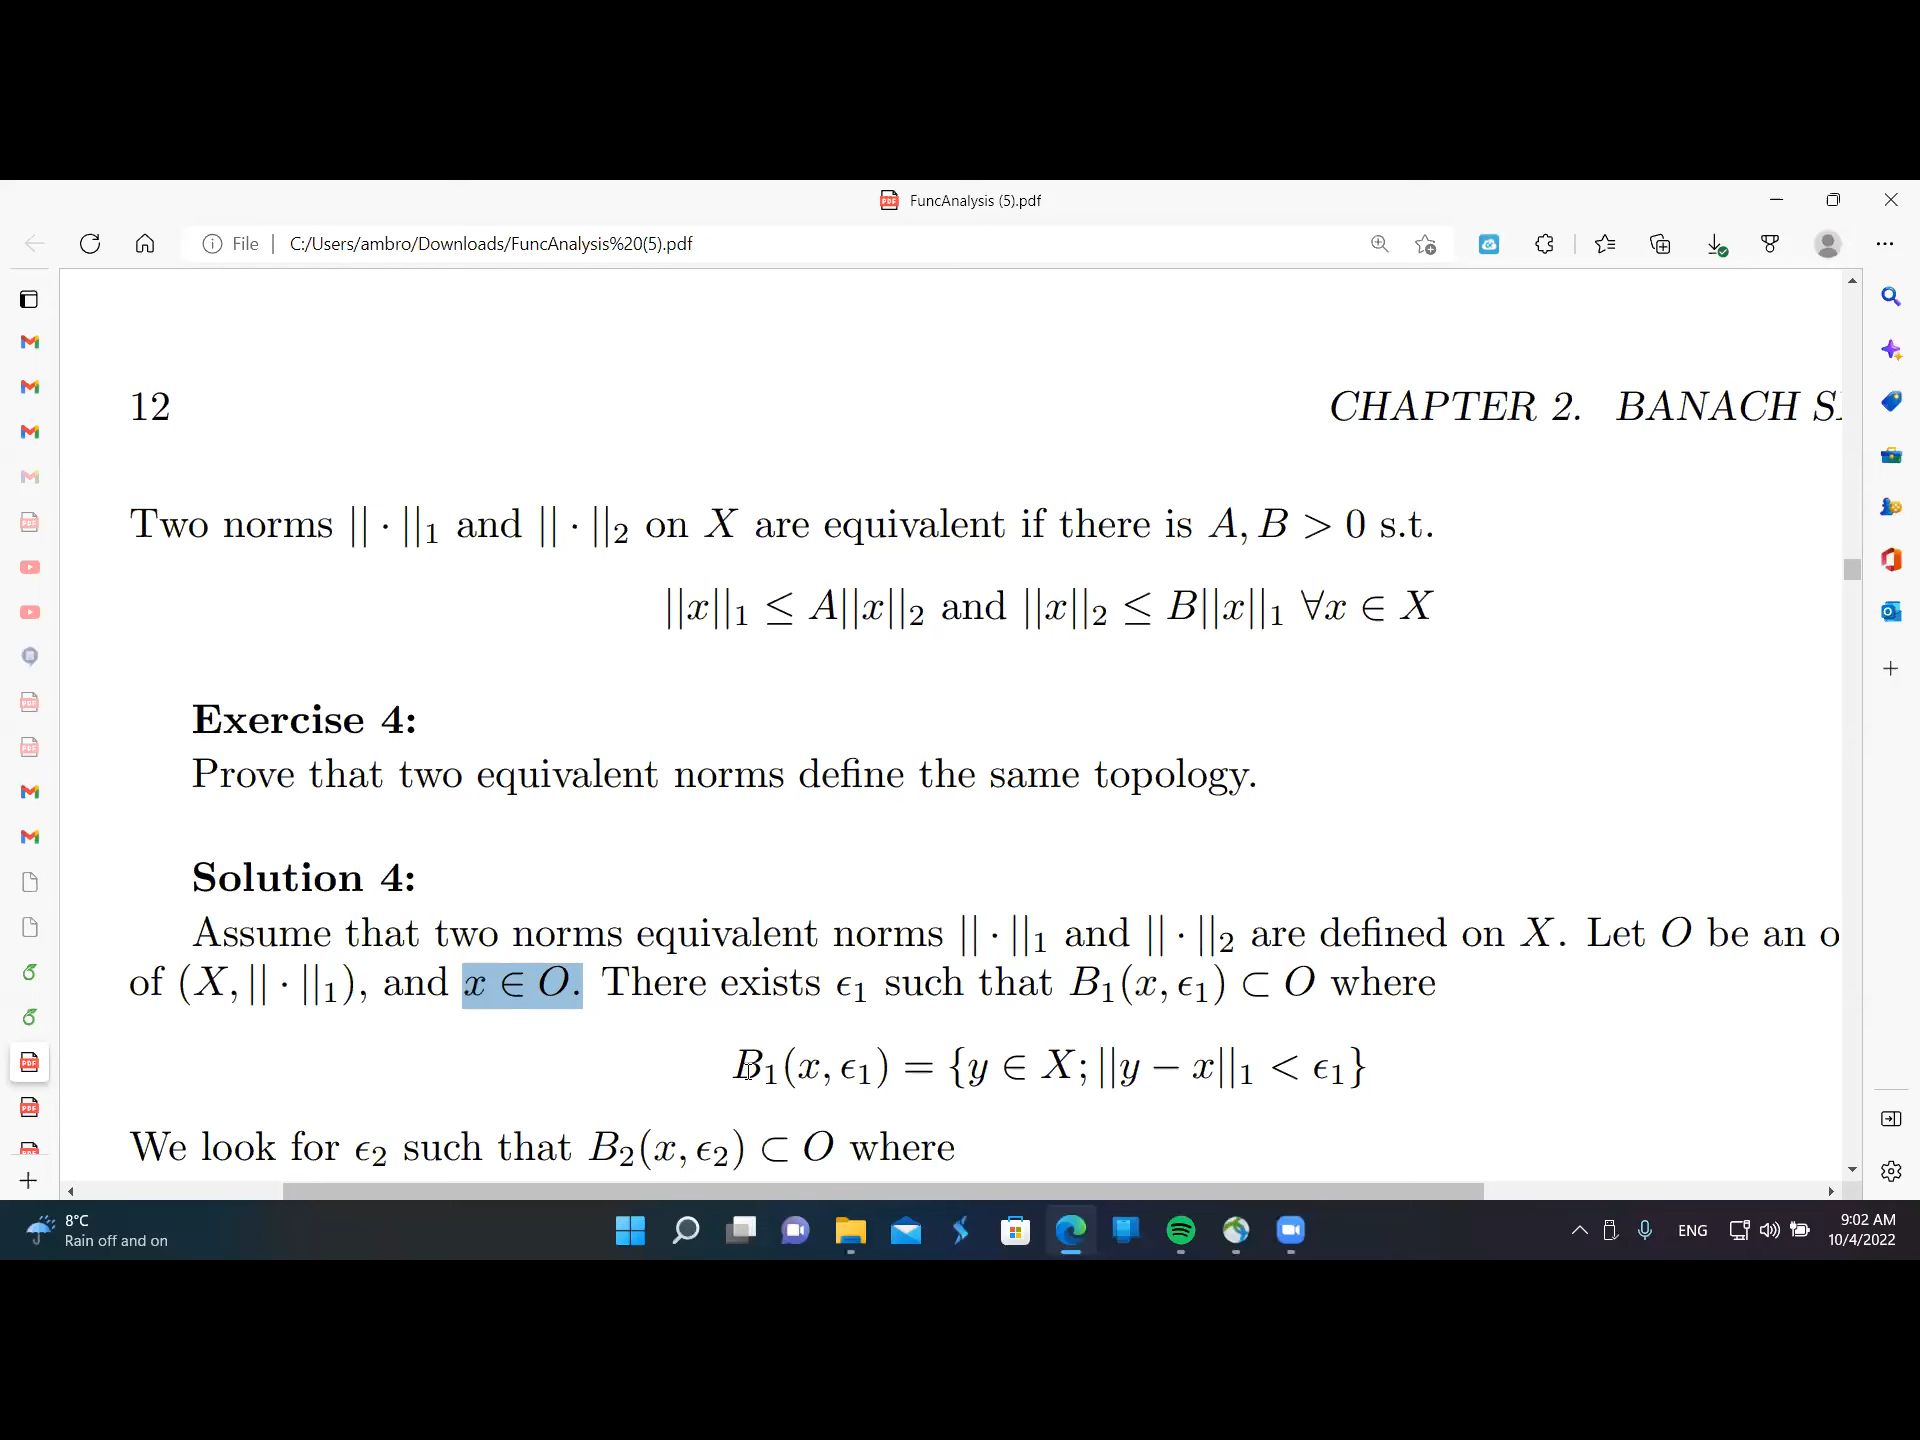 FuncAnalysis (5).pdf
File | C:/Users/ambro/Downloads/FuncAnalysis%20(5).pdf
12 CHAPTER 2. BANACH
Two norms || · ||₁ and || · ||₂ on X are equivalent if there is A, B > 0 s.t.
||x||₁ ≤ A||x||₂ and ||x||₂ ≤ B||x||₁ ∀x ∈ X
Exercise 4:
Prove that two equivalent norms define the same topology.
Solution 4:
Assume that two norms equivalent norms || · ||₁ and || · ||₂ are defined on X. Let O be an
of (X, || · ||₁), and x ∈ O. There exists ϵ₁ such that B₁(x, ϵ₁) ⊂ O where
B₁(x, ϵ₁) = {y ∈ X; ||y − x||₁ < ϵ₁}
We look for ϵ₂ such that B₂(x, ϵ₂) ⊂ O where
8°C
Rain off and on
ENG
9:02 AM
10/4/2022